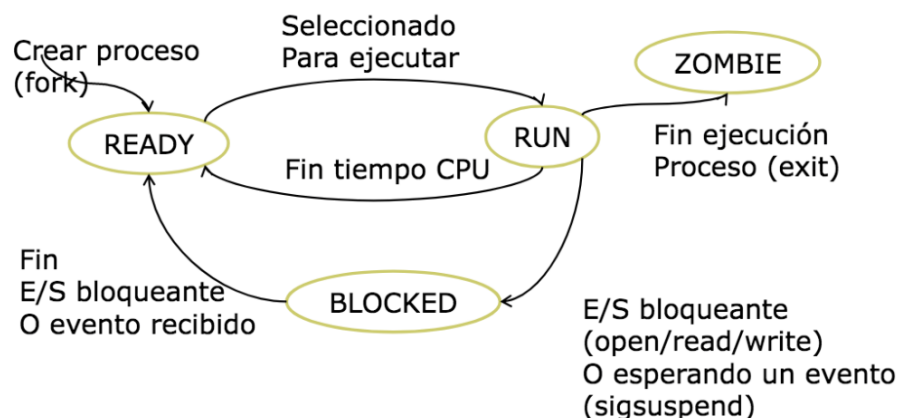 Crear proceso
(fork)
Seleccionado
Para ejecutar
ZOMBIE
READY
RUN
Fin tiempo CPU
Fin ejecución
Proceso (exit)
Fin
E/S bloqueante
O evento recibido
BLOCKED
E/S bloqueante
(open/read/write)
O esperando un evento
(sigsuspend)